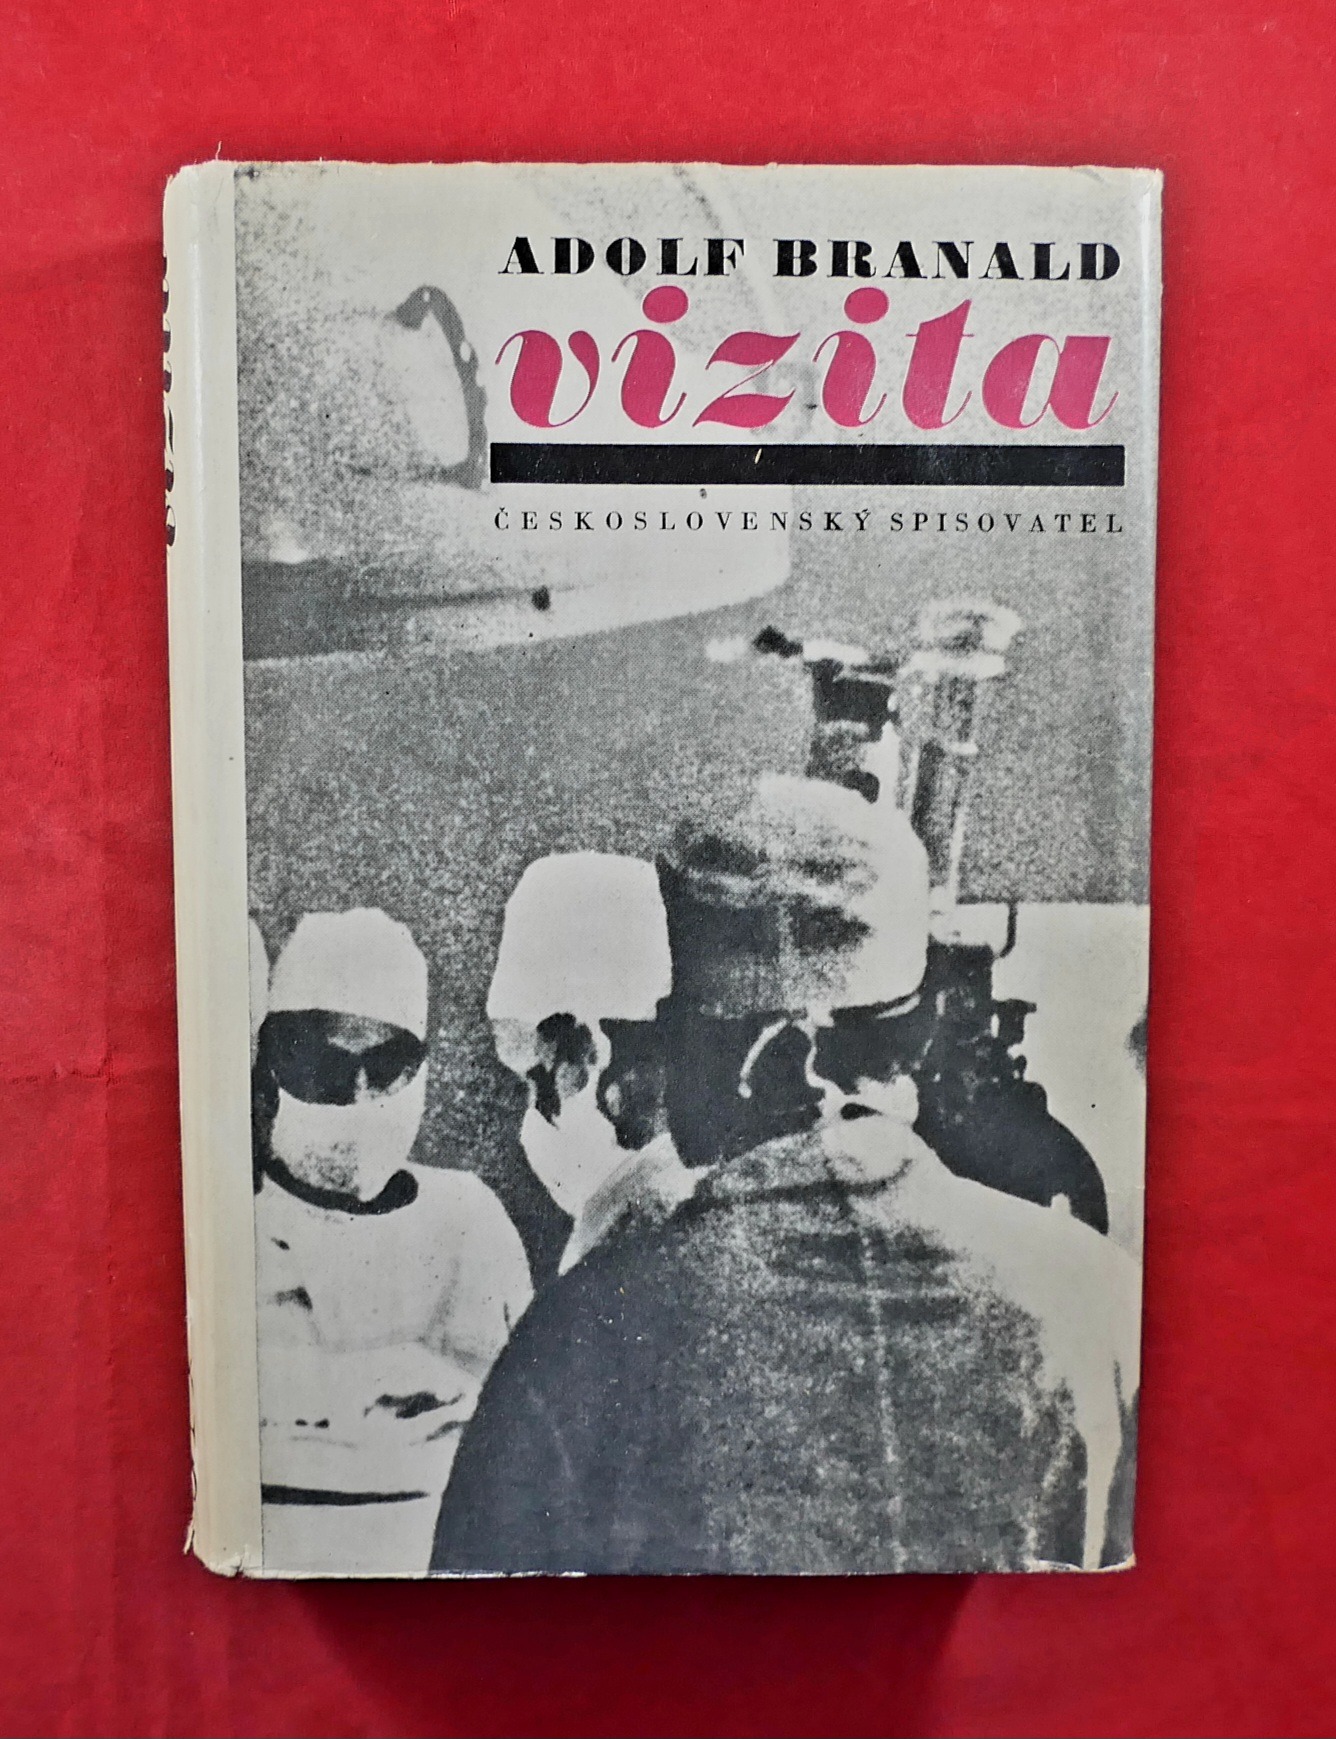 ADOLF BRANALD
vizita
ČESKOSLOVENSKÝ SPISOVATEL